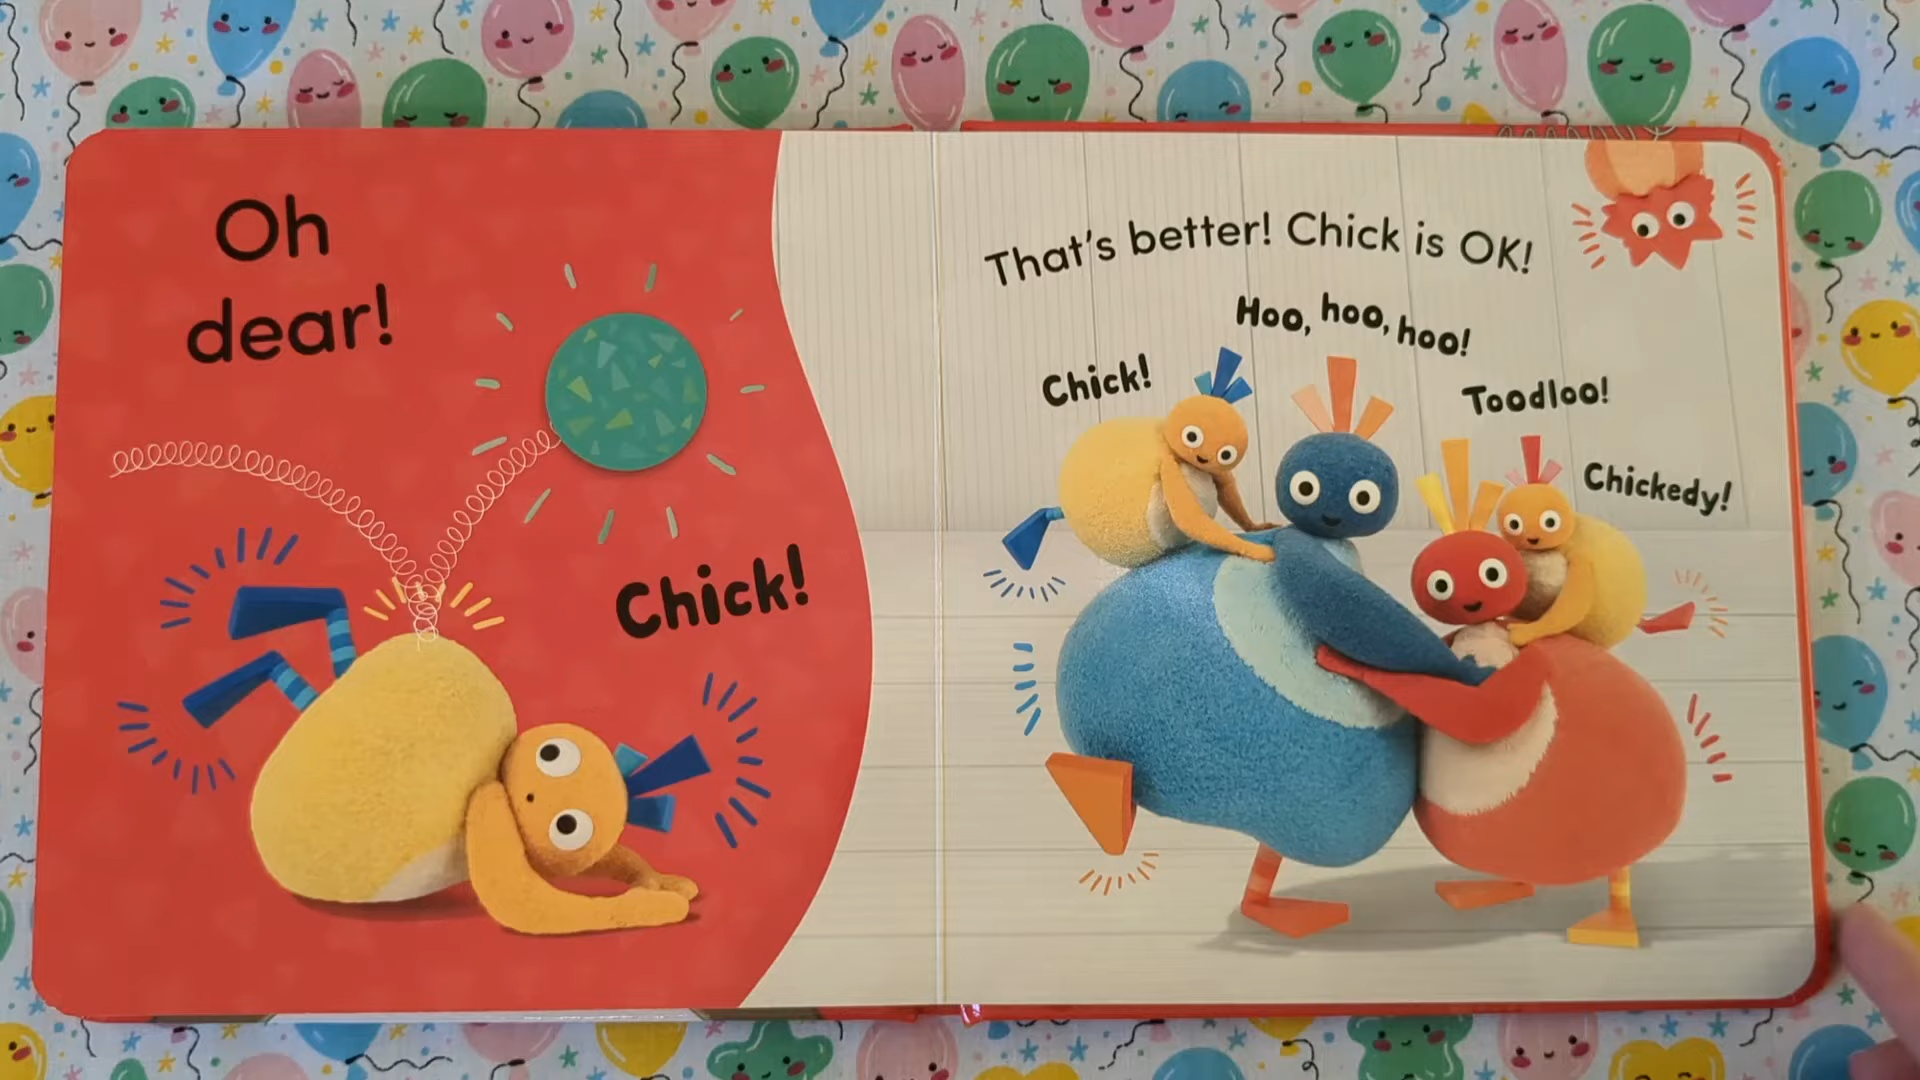 Oh
dear!
Chick!
That's better! Chick is OK!
Hoo, hoo, hoo!
Chick!
Toodloo!
Chickedy!